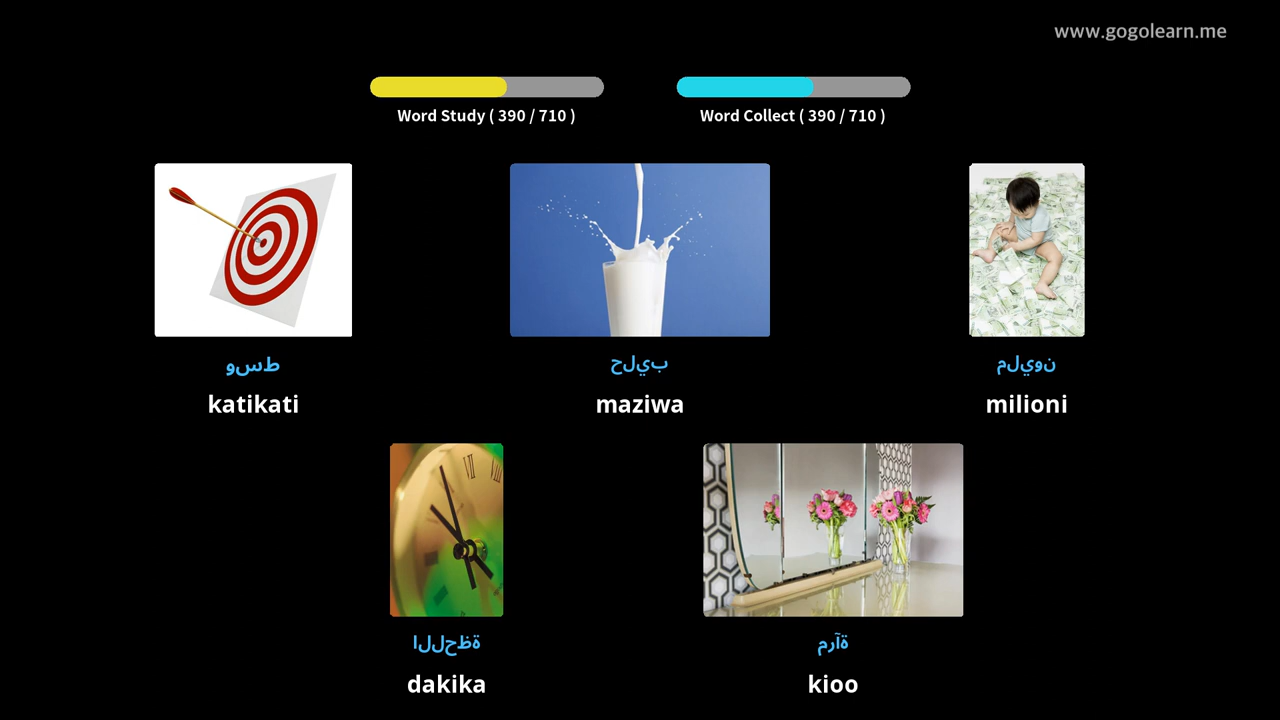 www.gogolearn.me
Word Study ( 390 / 710 )
Word Collect ( 390 / 710 )
وسط
حليب
مليون
katikati
maziwa
milioni
اللحظة
مرآة
dakika
kioo